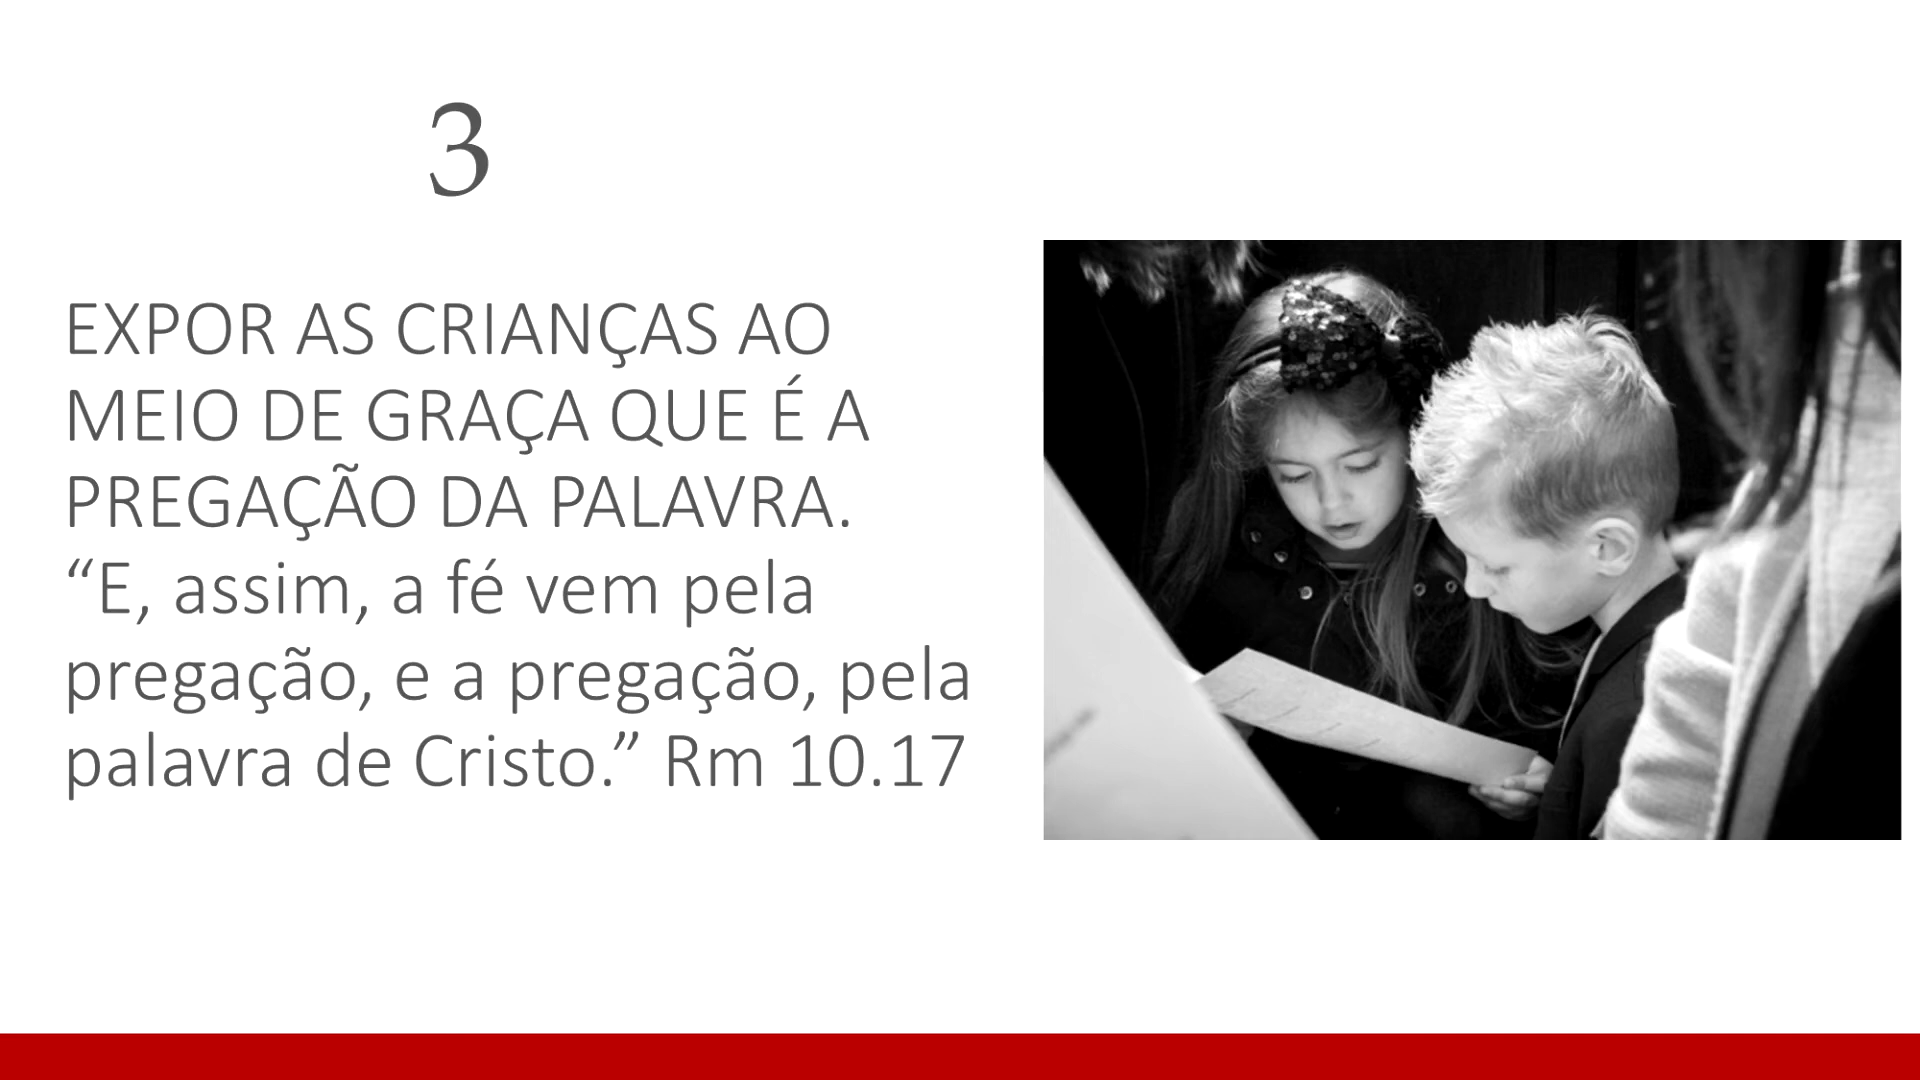 3
EXPOR AS CRIANÇAS AO
MEIO DE GRAÇA QUE É A
PREGAÇÃO DA PALAVRA.
“E, assim, a fé vem pela
pregação, e a pregação, pela
palavra de Cristo.” Rm 10.17